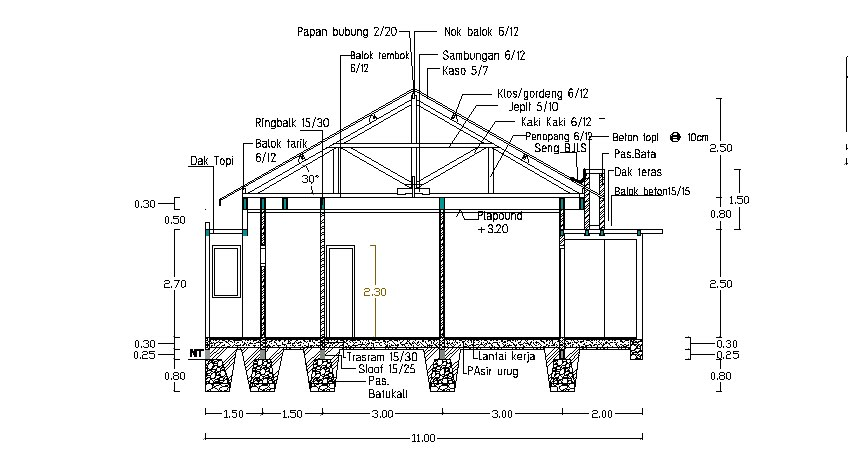 Papan bubung 2/20
Nok balok 6/12
Balok tembok
6/12
Sambungan 6/12
Kaso 5/7
Klos/gordeng 6/12
Jepit 5/10
Ringbalk 15/30
Kaki Kaki 6/12
Penopang 6/12
Beton topi
10cm
Balok tarik
6/12
Seng BJLS
Pas.Bata
2.50
Dak Topi
Dak teras
30°
Balok beton15/15
1.50
0.30
Plapound
+3.20
0.80
0.50
2.70
2.30
2.50
0.30
0.25
NT
Trasram 15/30
Lantai kerja
0.30
0.25
Sloof 15/25
PAsir urug
0.80
Pas.
Batukali
0.80
1.50
1.50
3.00
3.00
2.00
11.00